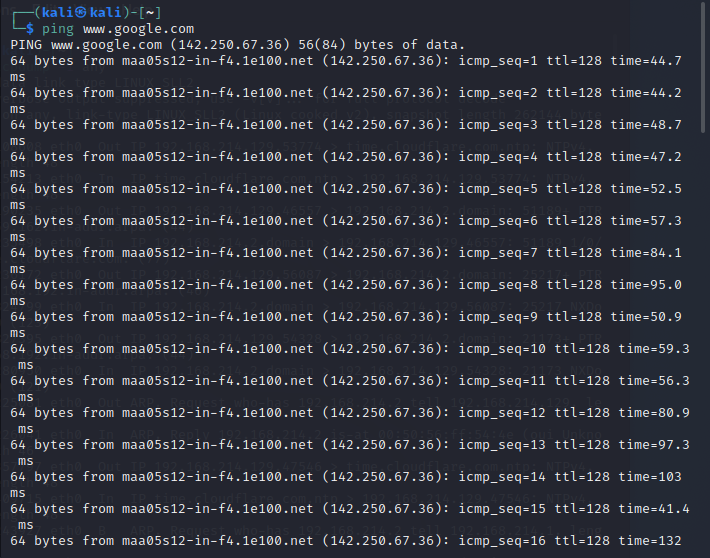 ┌──(kali㉿kali)-[~]
└─$ ping www.google.com
PING www.google.com (142.250.67.36) 56(84) bytes of data.
64 bytes from maa05s12-in-f4.1e100.net (142.250.67.36): icmp_seq=1 ttl=128 time=44.7
ms
64 bytes from maa05s12-in-f4.1e100.net (142.250.67.36): icmp_seq=2 ttl=128 time=44.2
ms
64 bytes from maa05s12-in-f4.1e100.net (142.250.67.36): icmp_seq=3 ttl=128 time=48.7
ms
64 bytes from maa05s12-in-f4.1e100.net (142.250.67.36): icmp_seq=4 ttl=128 time=47.2
ms
64 bytes from maa05s12-in-f4.1e100.net (142.250.67.36): icmp_seq=5 ttl=128 time=52.5
ms
64 bytes from maa05s12-in-f4.1e100.net (142.250.67.36): icmp_seq=6 ttl=128 time=57.3
ms
64 bytes from maa05s12-in-f4.1e100.net (142.250.67.36): icmp_seq=7 ttl=128 time=84.1
ms
64 bytes from maa05s12-in-f4.1e100.net (142.250.67.36): icmp_seq=8 ttl=128 time=95.0
ms
64 bytes from maa05s12-in-f4.1e100.net (142.250.67.36): icmp_seq=9 ttl=128 time=50.9
ms
64 bytes from maa05s12-in-f4.1e100.net (142.250.67.36): icmp_seq=10 ttl=128 time=59.3
ms
64 bytes from maa05s12-in-f4.1e100.net (142.250.67.36): icmp_seq=11 ttl=128 time=56.3
ms
64 bytes from maa05s12-in-f4.1e100.net (142.250.67.36): icmp_seq=12 ttl=128 time=80.9
ms
64 bytes from maa05s12-in-f4.1e100.net (142.250.67.36): icmp_seq=13 ttl=128 time=97.3
ms
64 bytes from maa05s12-in-f4.1e100.net (142.250.67.36): icmp_seq=14 ttl=128 time=103
ms
64 bytes from maa05s12-in-f4.1e100.net (142.250.67.36): icmp_seq=15 ttl=128 time=41.4
ms
64 bytes from maa05s12-in-f4.1e100.net (142.250.67.36): icmp_seq=16 ttl=128 time=132